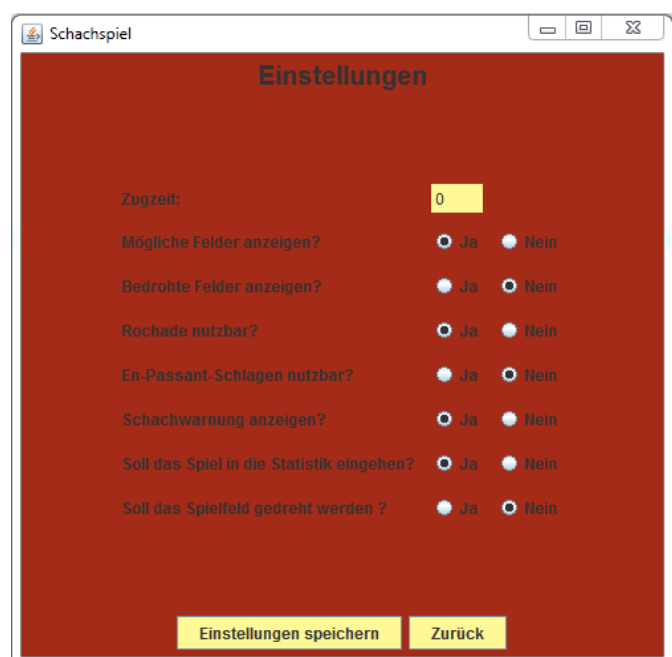 Schachspiel
Einstellungen
Zugzeit: 0
Mögliche Felder anzeigen? Ja Nein
Bedrohte Felder anzeigen? Ja Nein
Rochade nutzbar? Ja Nein
En-Passant-Schlagen nutzbar? Ja Nein
Schachwarnung anzeigen? Ja Nein
Soll das Spiel in die Statistik eingehen? Ja Nein
Soll das Spielfeld gedreht werden ? Ja Nein
Einstellungen speichern Zurück